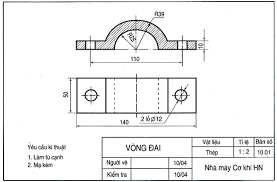 R39
R25
10
110
50
2 lỗ Ø12
140
Yêu cầu kĩ thuật
1. Làm tù cạnh
2. Mạ kẽm
VÒNG ĐAI
Vật liệu
Tỉ lệ
Bản số
Thép
1 : 2
10.01
Người vẽ
10/04
Nhà máy Cơ khí HN
Kiểm tra
10/04